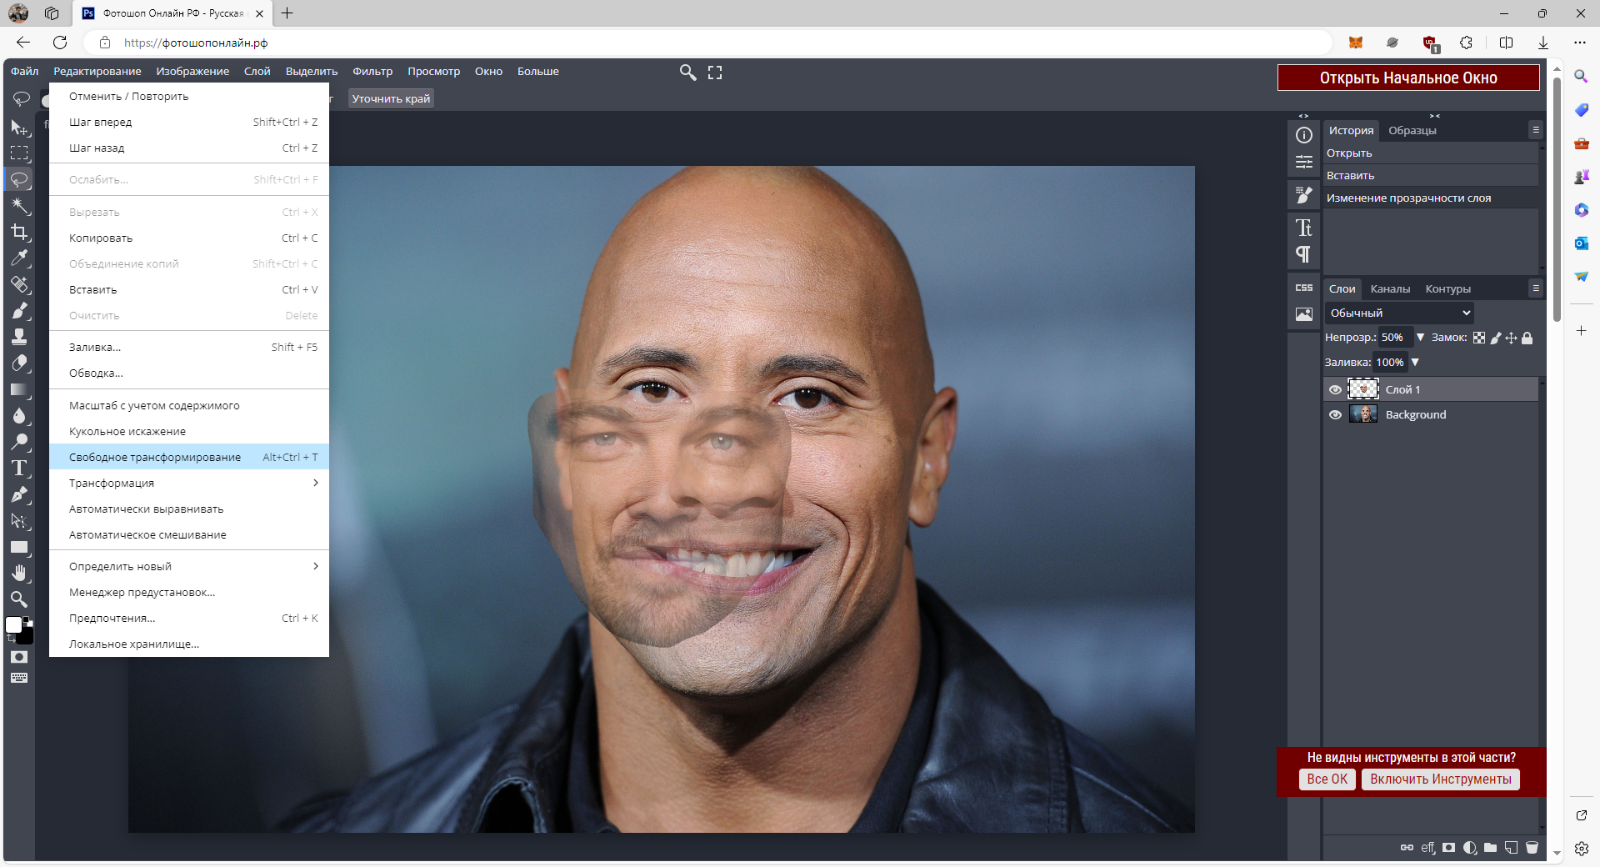 Фотошоп Онлайн РФ - Русская
https://фотошопонлайн.рф
Файл Редактирование Изображение Слой Выделить Фильтр Просмотр Окно Больше
Открыть Начальное Окно
Уточнить край
Отменить / Повторить
Шаг вперед Shift+Ctrl + Z
Шаг назад Ctrl + Z
Ослабить... Shift+Ctrl + F
Вырезать Ctrl + X
Копировать Ctrl + C
Объединение копий Shift+Ctrl + C
Вставить Ctrl + V
Очистить Delete
Заливка... Shift + F5
Обводка...
Масштаб с учетом содержимого
Кукольное искажение
Свободное трансформирование Alt+Ctrl + T
Трансформация
Автоматически выравнивать
Автоматическое смешивание
Определить новый
Менеджер предустановок...
Предпочтения... Ctrl + K
Локальное хранилище...
История Образцы
Открыть
Вставить
Изменение прозрачности слоя
CSS
Слои Каналы Контуры
Обычный
Непрозр.: 50% Замок:
Заливка: 100%
Слой 1
Background
Не видны инструменты в этой части?
Все ОК Включить Инструменты
eff